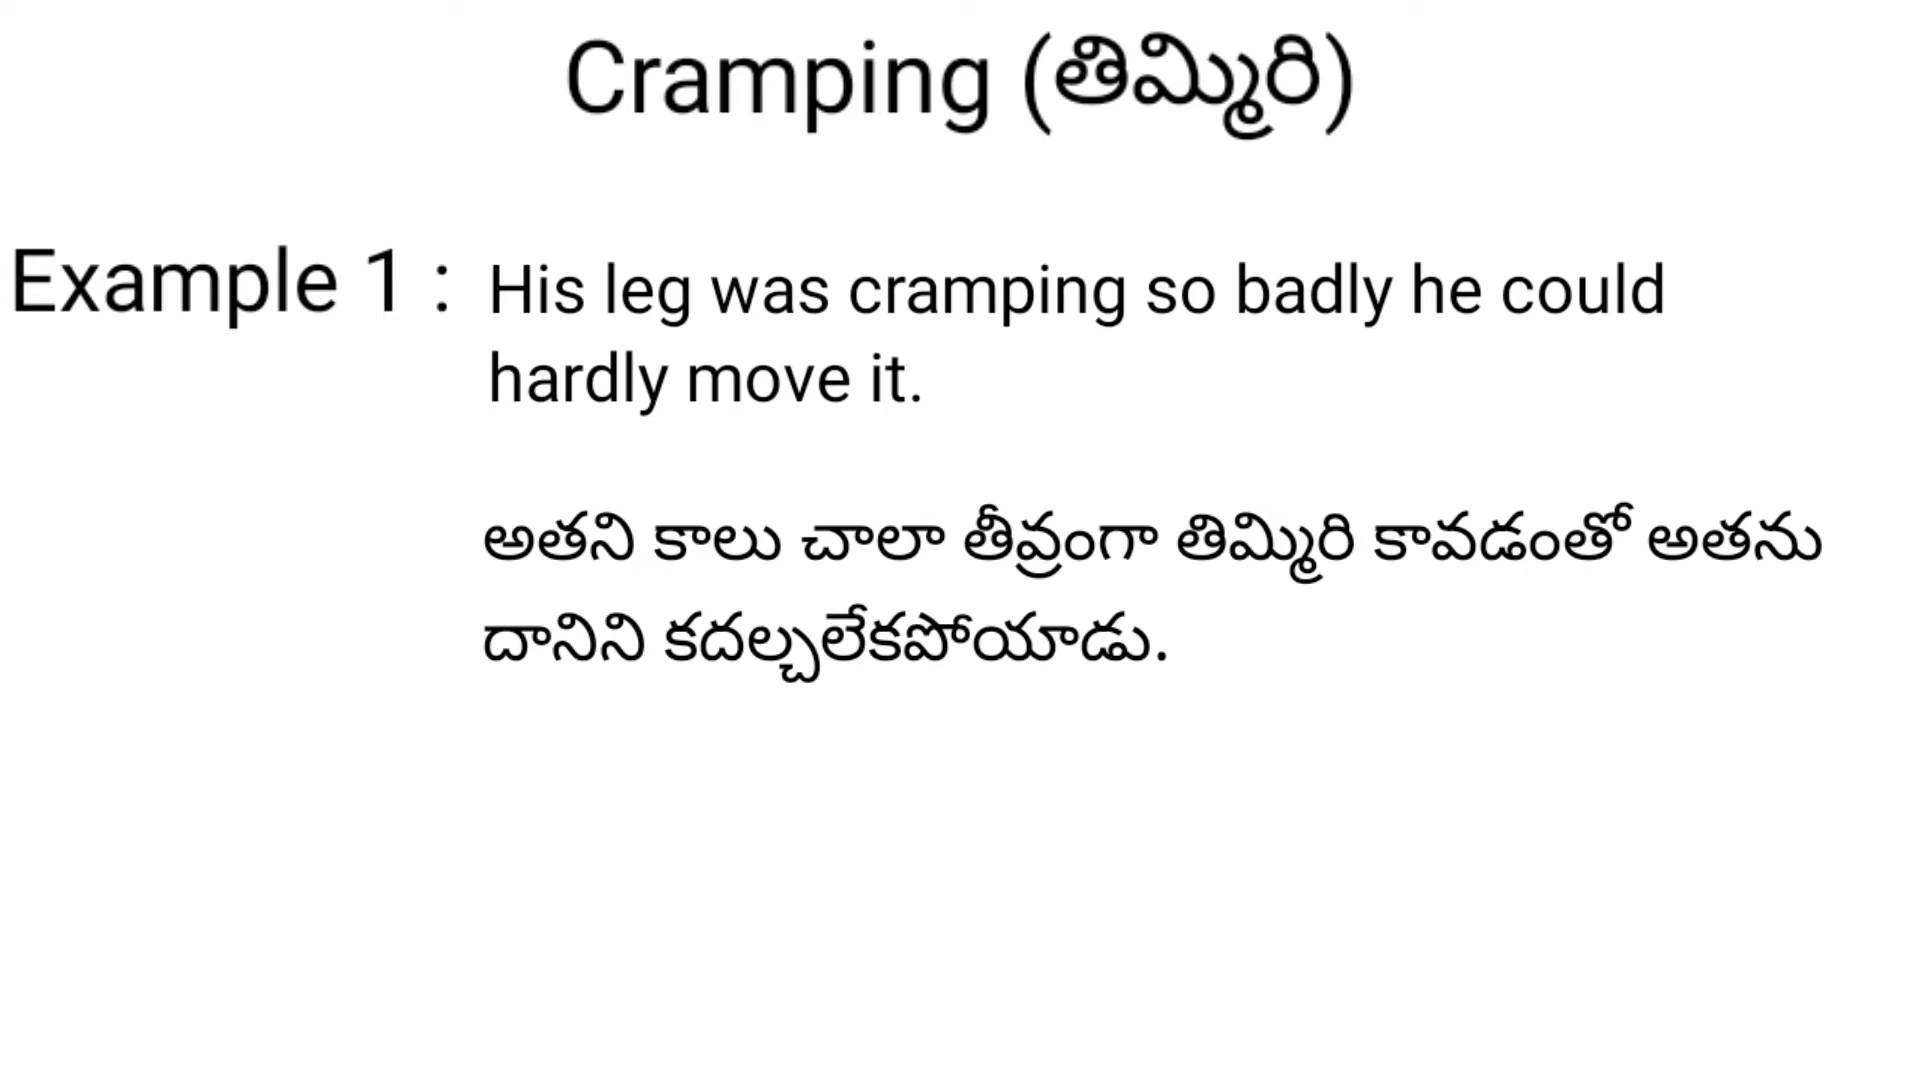 Cramping (తిమ్మిరి)
Example 1 : His leg was cramping so badly he could
hardly move it.
అతని కాలు చాలా తీవ్రంగా తిమ్మిరి కావడంతో అతను
దానిని కదల్చలేకపోయాడు.